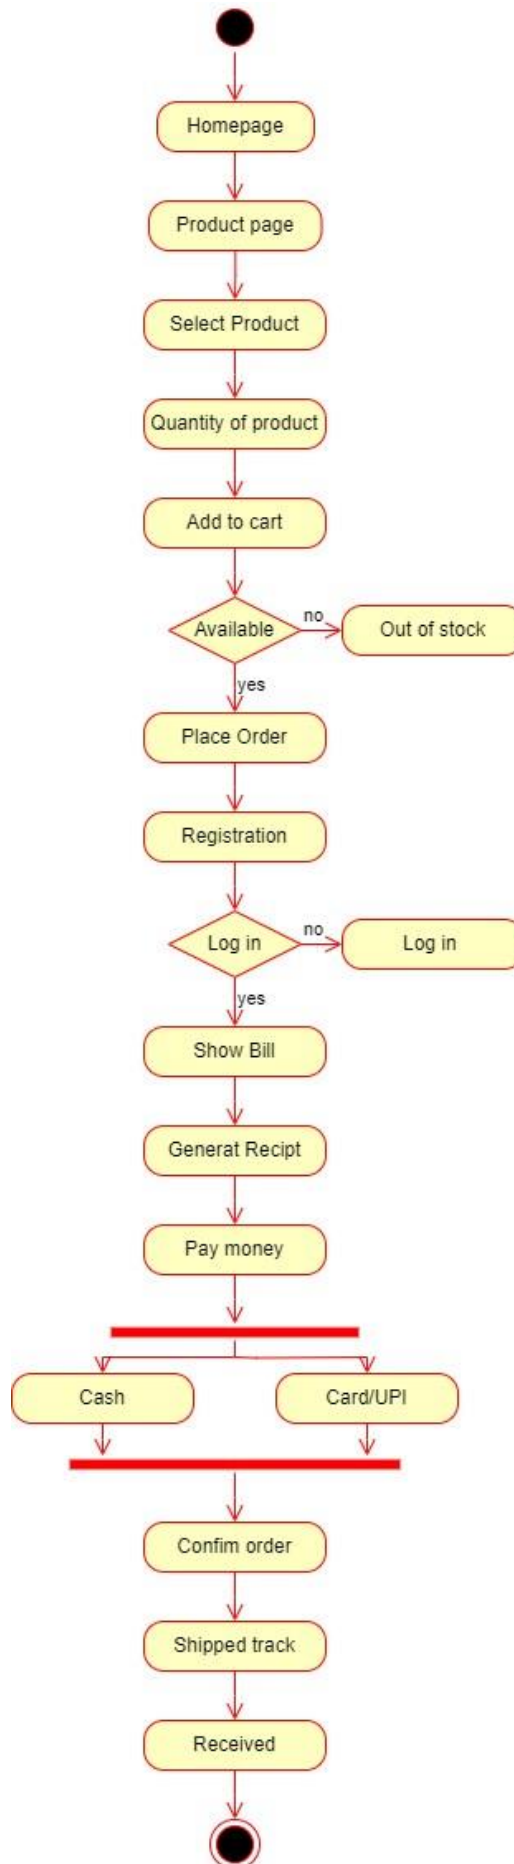 Homepage
Product page
Select Product
Quantity of product
Add to cart
Available
no
Out of stock
yes
Place Order
Registration
Log in
no
Log in
yes
Show Bill
Generat Recipt
Pay money
Cash
Card/UPI
Confim order
Shipped track
Received